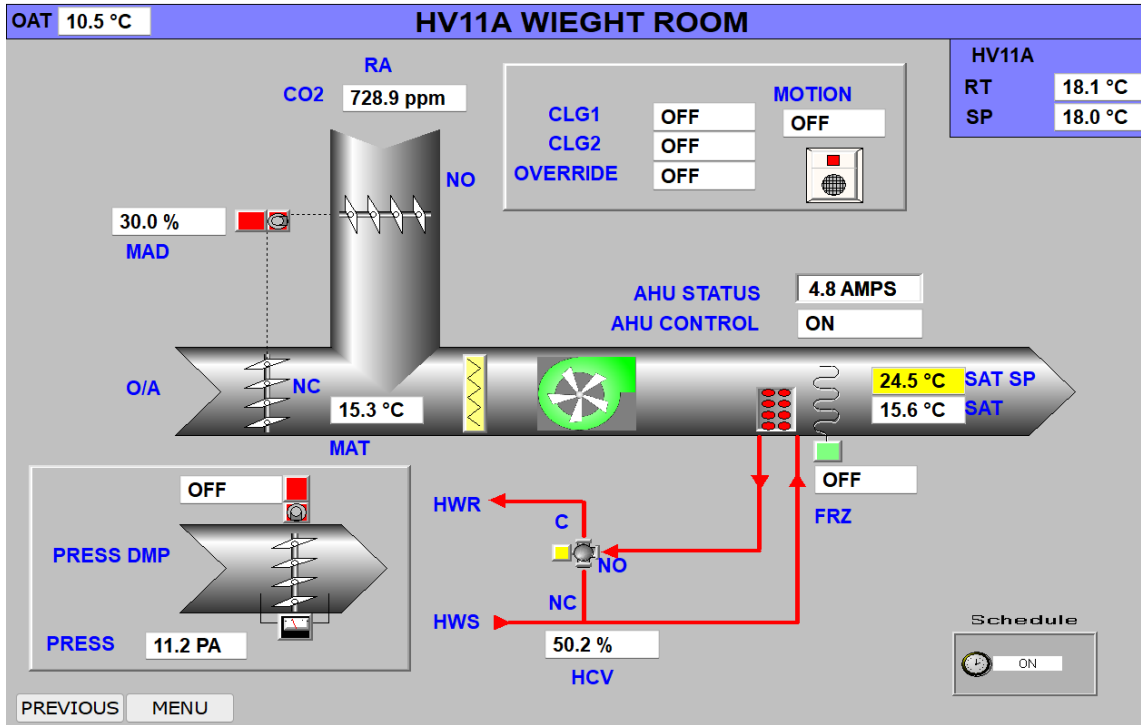 OAT 10.5 °C HV11A WIEGHT ROOM
HV11A
RT 18.1 °C
SP 18.0 °C
RA
CO2 728.9 ppm
NO
CLG1 OFF
CLG2 OFF
OVERRIDE OFF
MOTION
OFF
30.0 %
MAD
AHU STATUS 4.8 AMPS
AHU CONTROL ON
O/A
NC
15.3 °C
MAT
24.5 °C SAT SP
15.6 °C SAT
OFF
FRZ
OFF
PRESS DMP
PRESS 11.2 PA
HWR
C
NO
NC
HWS
50.2 %
HCV
Schedule
ON
PREVIOUS MENU